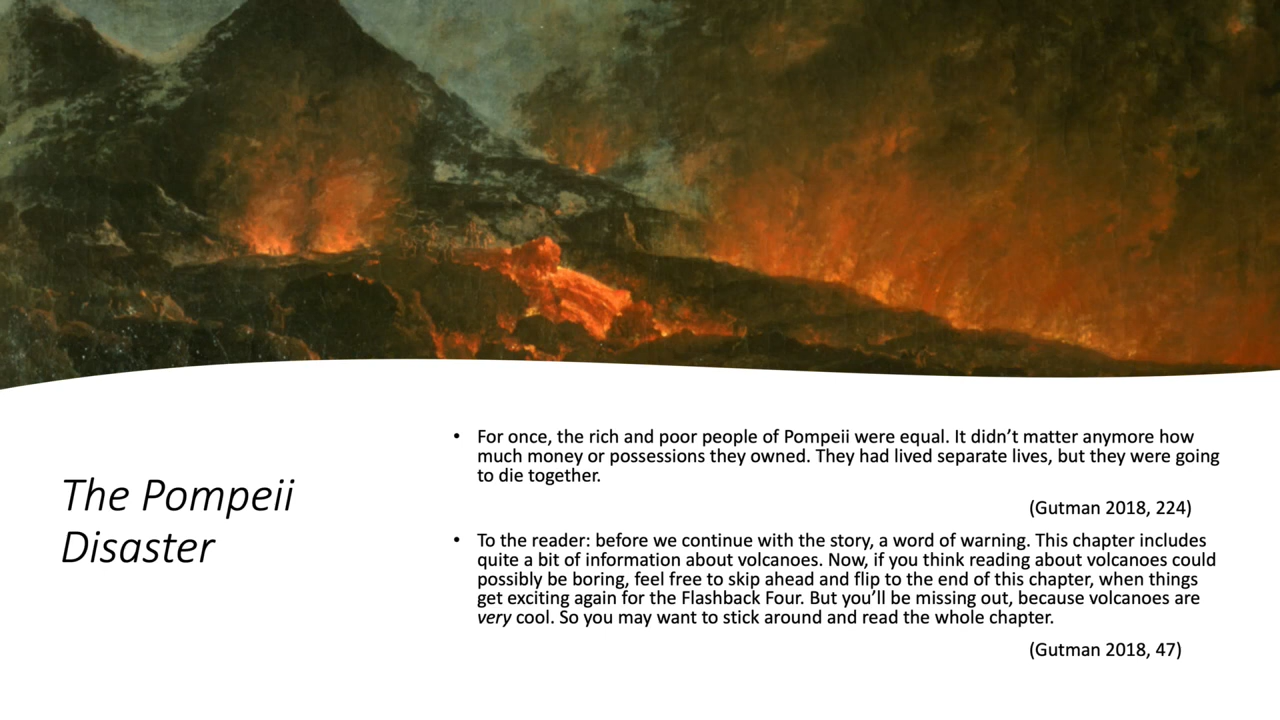 The Pompeii
Disaster
• For once, the rich and poor people of Pompeii were equal. It didn’t matter anymore how
much money or possessions they owned. They had lived separate lives, but they were going
to die together.
(Gutman 2018, 224)
• To the reader: before we continue with the story, a word of warning. This chapter includes
quite a bit of information about volcanoes. Now, if you think reading about volcanoes could
possibly be boring, feel free to skip ahead and flip to the end of this chapter, when things
get exciting again for the Flashback Four. But you’ll be missing out, because volcanoes are
very cool. So you may want to stick around and read the whole chapter.
(Gutman 2018, 47)